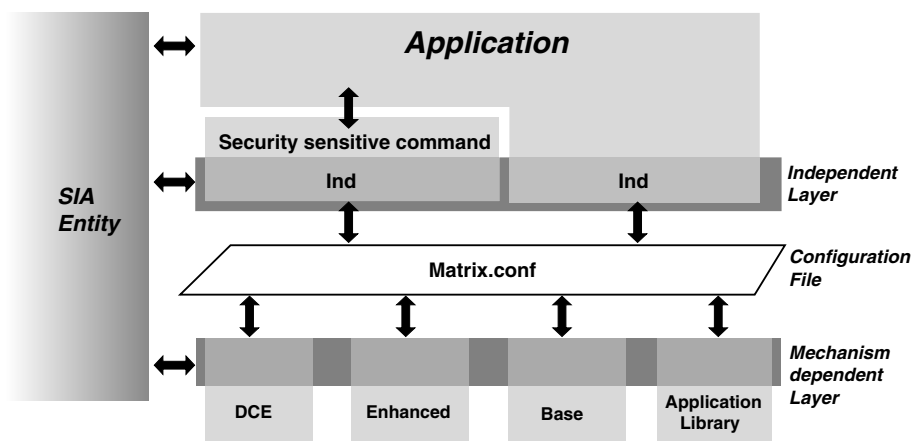 Application
Security sensitive command
Ind
Ind
Independent
Layer
SIA
Entity
Matrix.conf
Configuration
File
Mechanism
dependent
Layer
DCE
Enhanced
Base
Application
Library